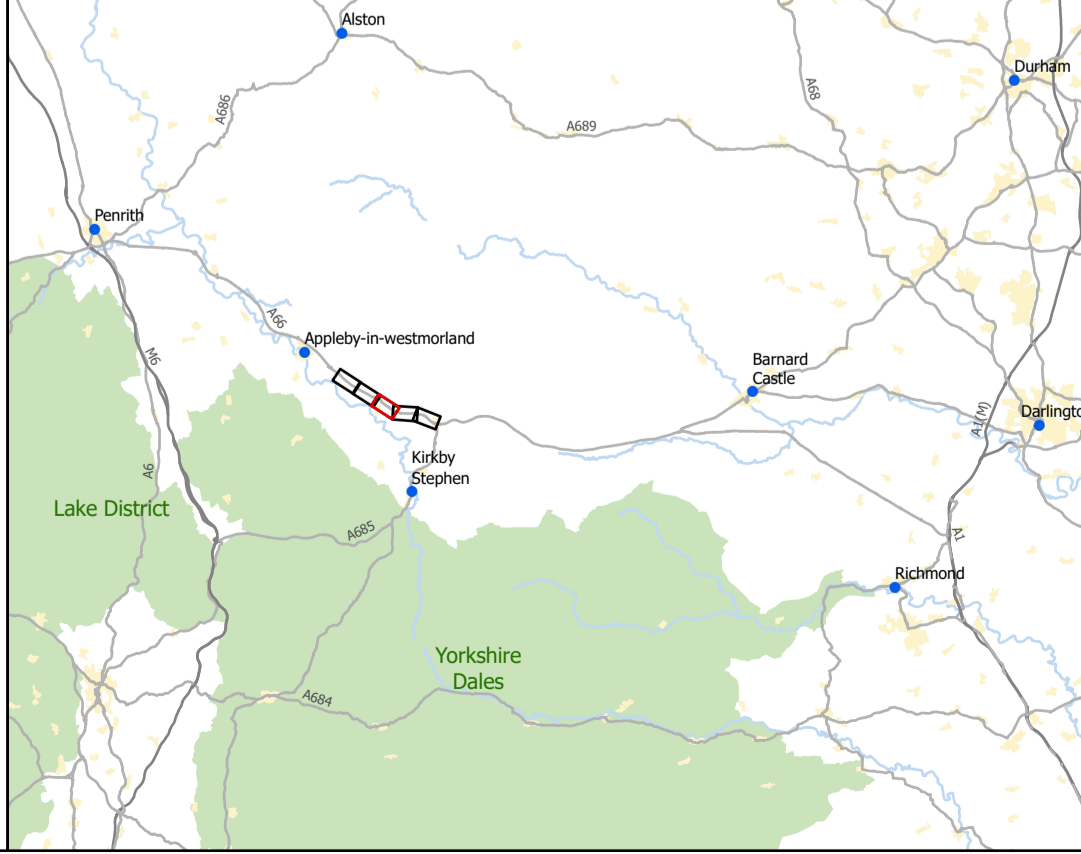 Alston
Durham
A68
A686
A689
Penrith
A66
Appleby-in-westmorland
M6
Barnard
Castle
A1(M)
Darlingto
Kirkby
Stephen
A6
Lake District
A685
A1
Richmond
Yorkshire
Dales
A684